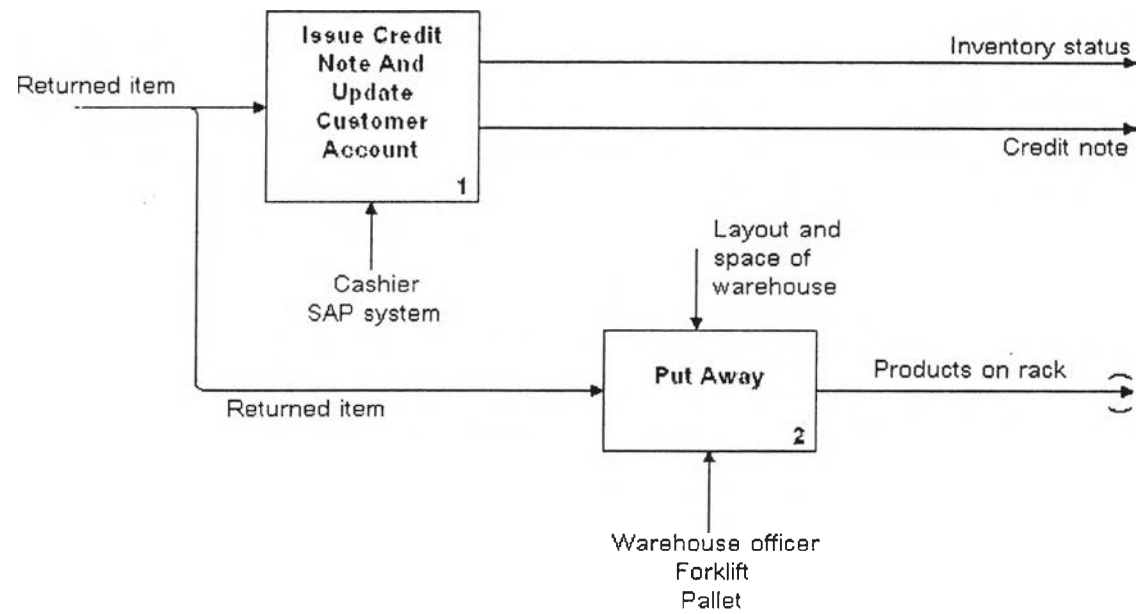 Issue Credit
Note And
Update
Customer
Account
1
Returned item
Inventory status
Credit note
Cashier
SAP system
Layout and
space of
warehouse
Put Away
2
Returned item
Products on rack
Warehouse officer
Forklift
Pallet